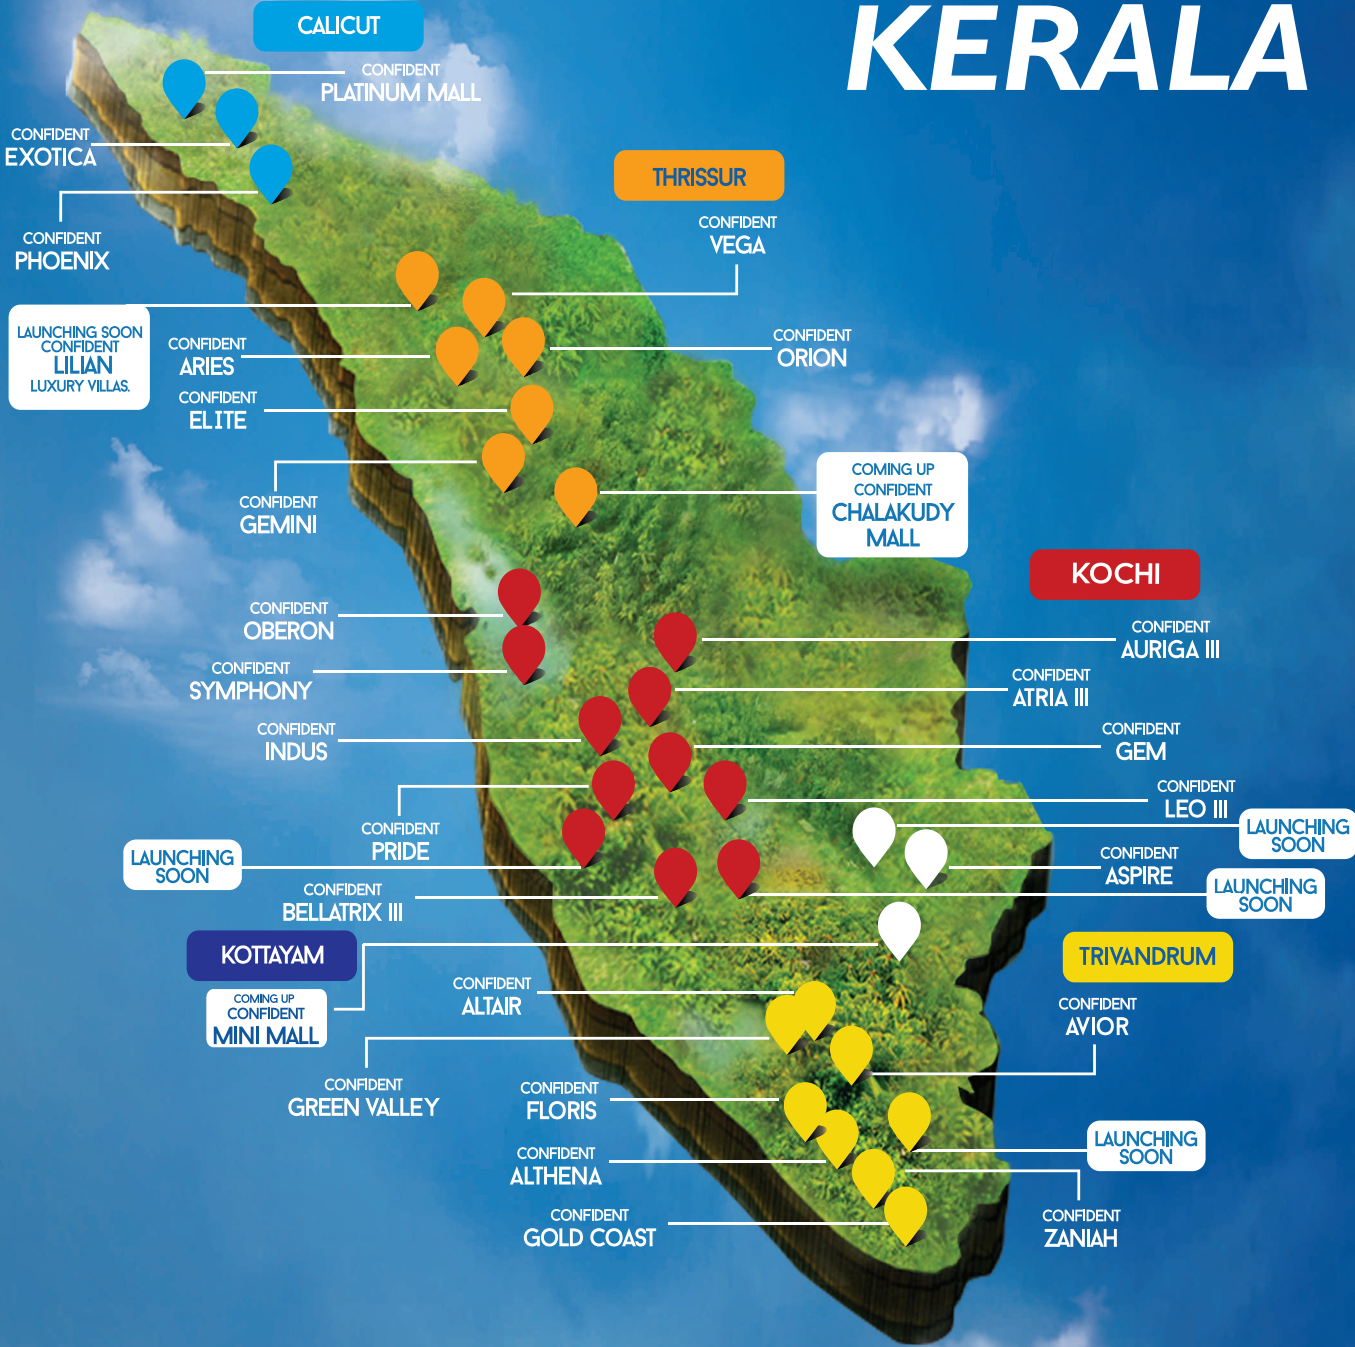 KERALA
CALICUT
CONFIDENT
PLATINUM MALL
CONFIDENT
EXOTICA
CONFIDENT
PHOENIX
THRISSUR
CONFIDENT
VEGA
LAUNCHING SOON
CONFIDENT
LILIAN
LUXURY VILLAS.
CONFIDENT
ARIES
CONFIDENT
ORION
CONFIDENT
ELITE
CONFIDENT
GEMINI
COMING UP
CONFIDENT
CHALAKUDY
MALL
KOCHI
CONFIDENT
OBERON
CONFIDENT
AURIGA III
CONFIDENT
SYMPHONY
CONFIDENT
ATRIA III
CONFIDENT
INDUS
CONFIDENT
GEM
CONFIDENT
LEO III
LAUNCHING
SOON
CONFIDENT
PRIDE
LAUNCHING
SOON
CONFIDENT
ASPIRE
LAUNCHING
SOON
CONFIDENT
BELLATRIX III
KOTTAYAM
COMING UP
CONFIDENT
MINI MALL
TRIVANDRUM
CONFIDENT
ALTAIR
CONFIDENT
AVIOR
CONFIDENT
GREEN VALLEY
CONFIDENT
FLORIS
LAUNCHING
SOON
CONFIDENT
ALTHENA
CONFIDENT
GOLD COAST
CONFIDENT
ZANIAH